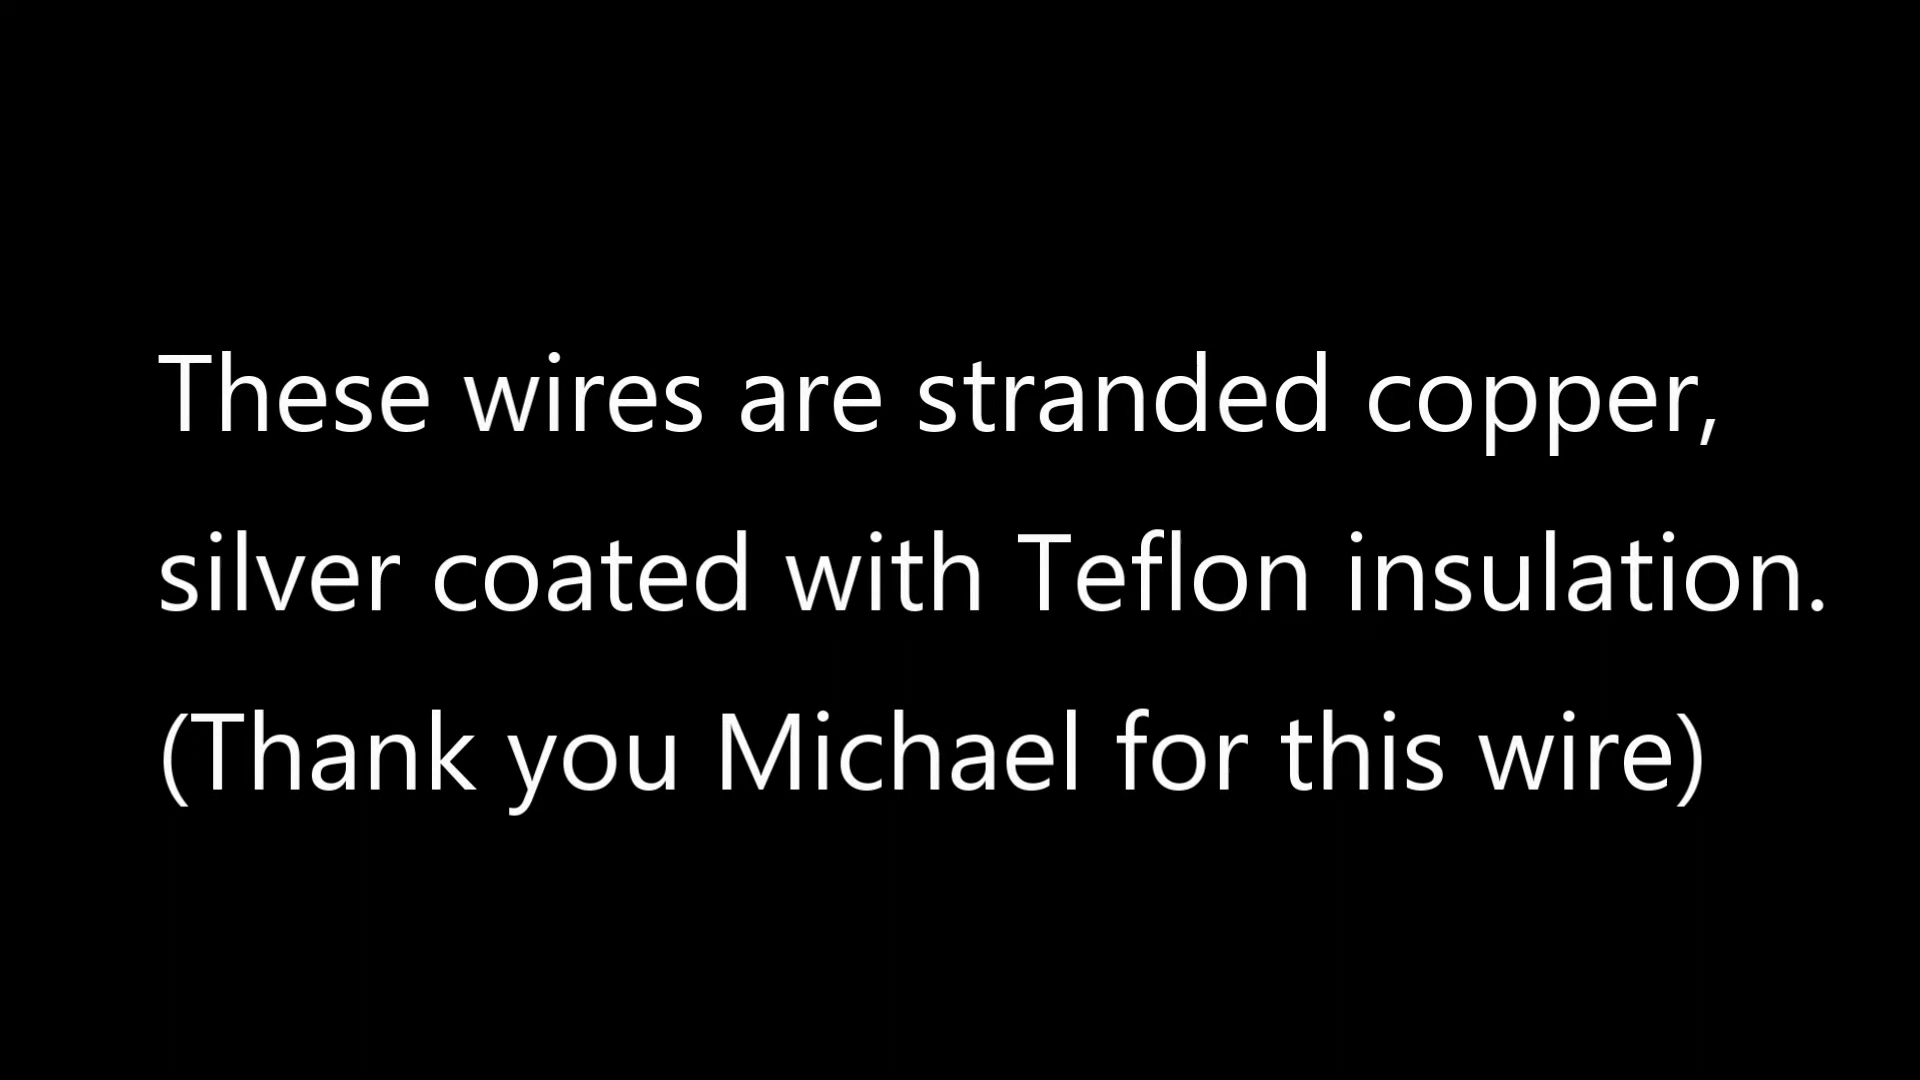 These wires are stranded copper,
silver coated with Teflon insulation.
(Thank you Michael for this wire)